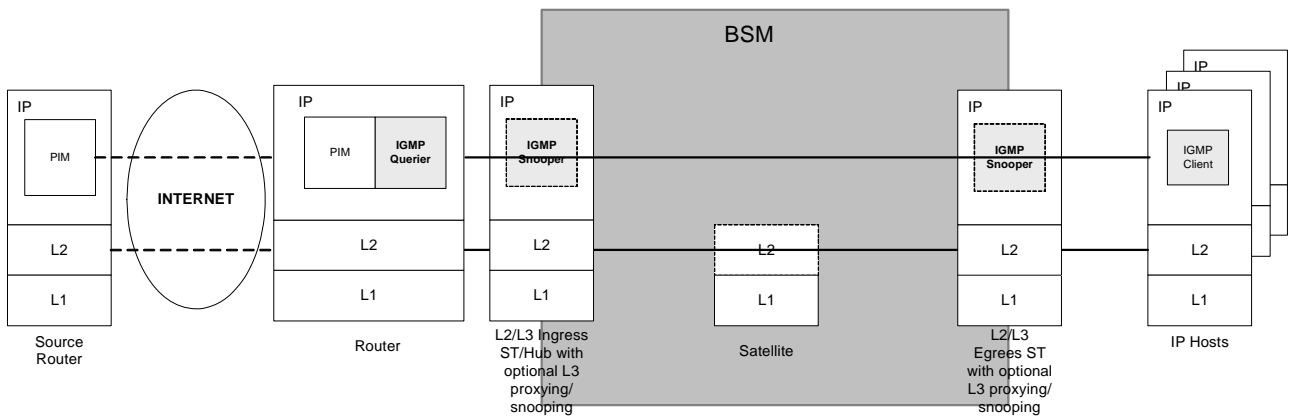 BSM
IP
PIM
L2
L1
Source
Router
INTERNET
IP
PIM
IGMP
Querier
L2
L1
Router
IP
IGMP
Snooper
L2
L1
L2/L3 Ingress
ST/Hub with
optional L3
proxying/
snooping
L2
L1
Satellite
IP
IGMP
Snooper
L2
L1
L2/L3
Egrees ST
with optional
L3 proxying/
snooping
IP
IP
IP
IGMP
Client
L2
L1
IP Hosts